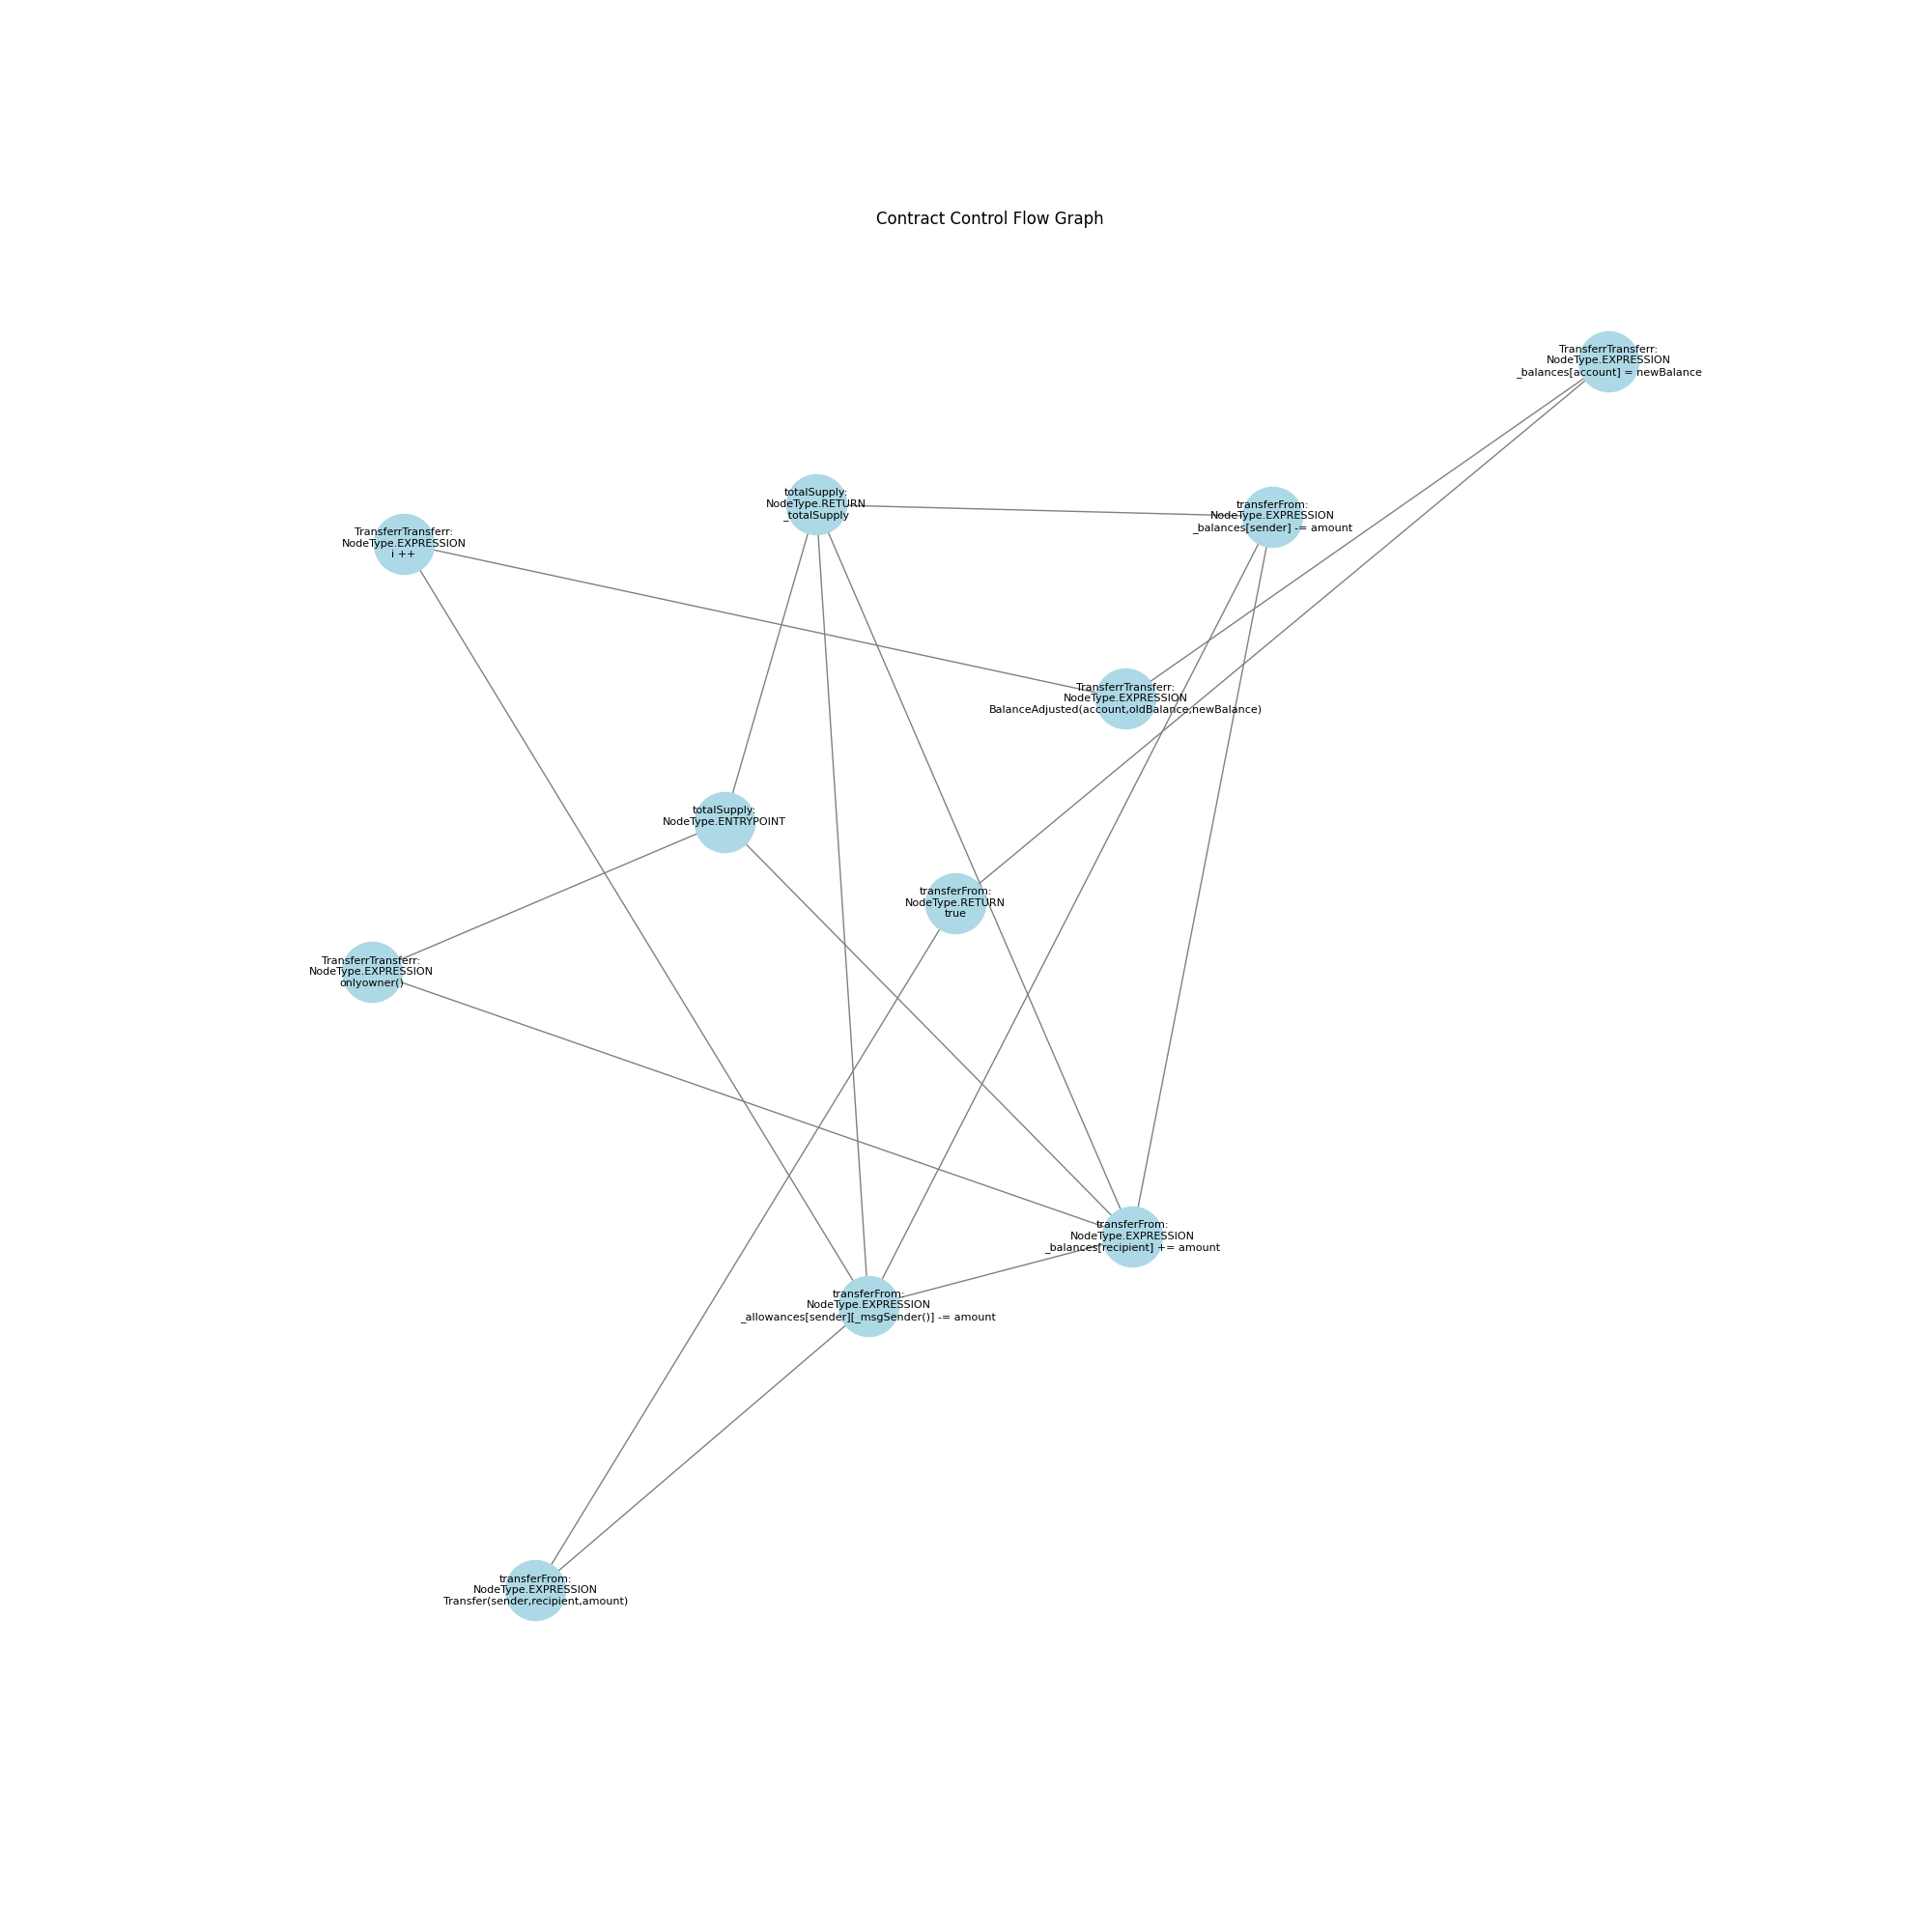 Contract Control Flow Graph
TransferrTransferr:
NodeType.EXPRESSION
_balances[account] = newBalance
totalSupply:
NodeType.RETURN
_totalSupply
transferFrom:
NodeType.EXPRESSION
_balances[sender] -= amount
TransferrTransferr:
NodeType.EXPRESSION
i ++
TransferrTransferr:
NodeType.EXPRESSION
BalanceAdjusted(account,oldBalance,newBalance)
totalSupply:
NodeType.ENTRYPOINT
transferFrom:
NodeType.RETURN
true
TransferrTransferr:
NodeType.EXPRESSION
onlyowner()
transferFrom:
NodeType.EXPRESSION
_balances[recipient] += amount
transferFrom:
NodeType.EXPRESSION
_allowances[sender][_msgSender()] -= amount
transferFrom:
NodeType.EXPRESSION
Transfer(sender,recipient,amount)